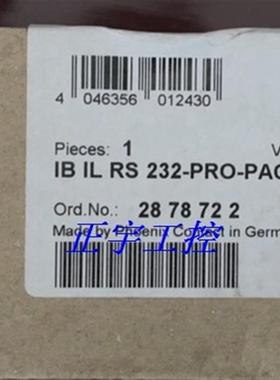 4 046356 012430
Pieces: 1 V
IB IL RS 232-PRO-PAC
Ord.No.: 28 78 72 2
Made by Phoenix Contact in Germ
正宇工控